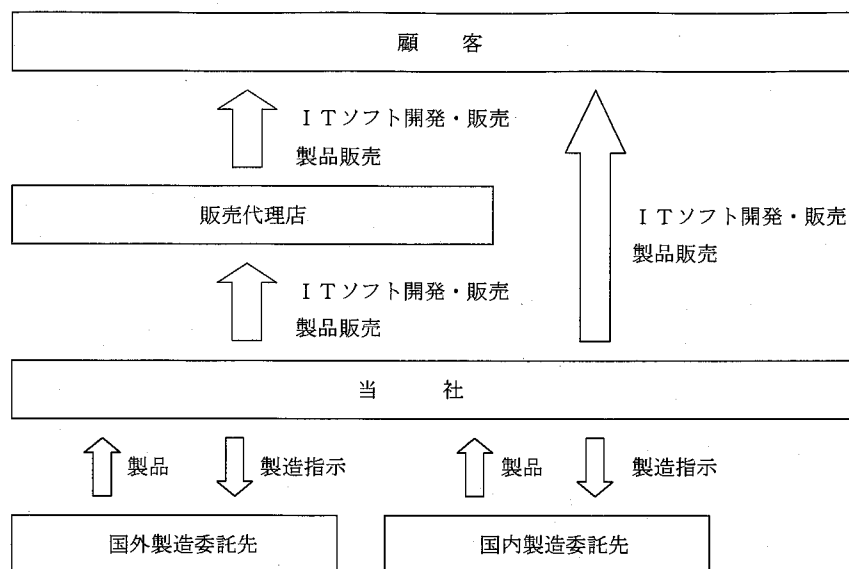 顧　客
ＩＴソフト開発・販売
製品販売
販売代理店
ＩＴソフト開発・販売
製品販売
ＩＴソフト開発・販売
製品販売
当　社
製品
製造指示
製品
製造指示
国外製造委託先
国内製造委託先